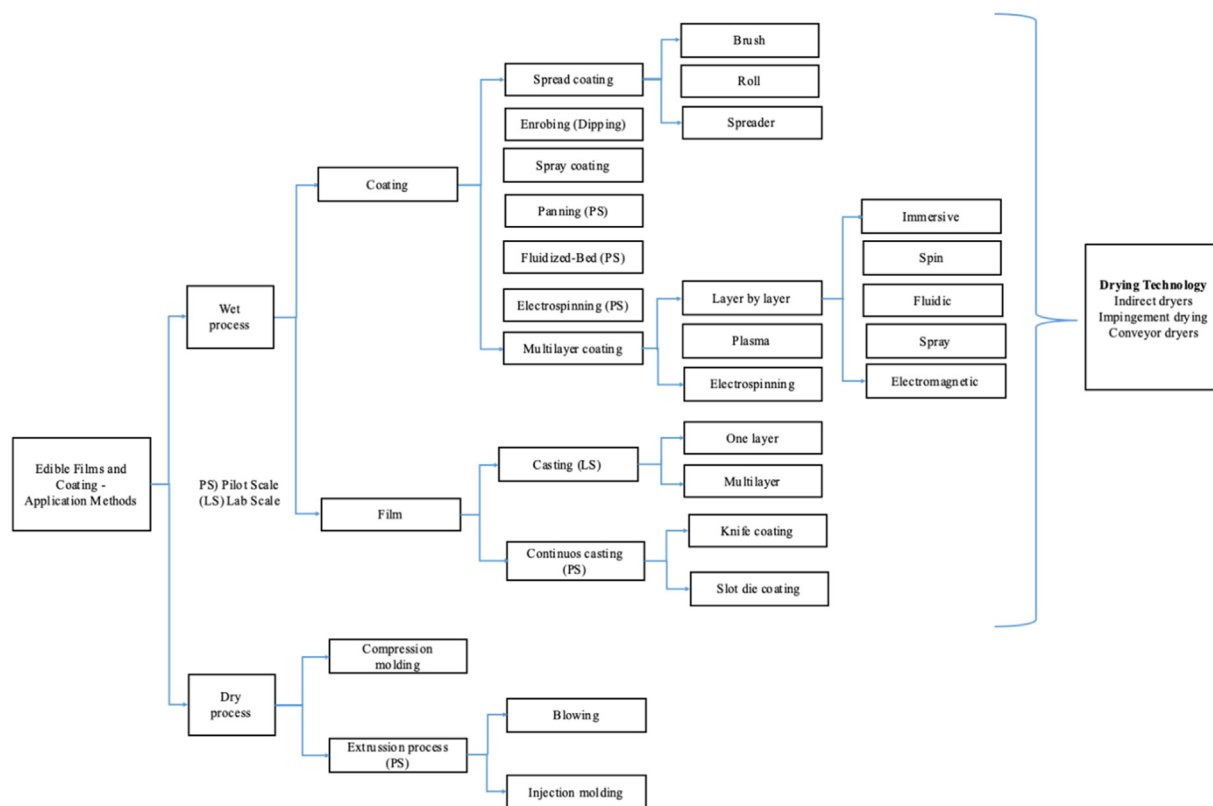 Edible Films and
Coating -
Application Methods
PS) Pilot Scale
(LS) Lab Scale
Wet
process
Coating
Spread coating
Brush
Roll
Spreader
Enrobing (Dipping)
Spray coating
Panning (PS)
Fluidized-Bed (PS)
Electrospinning (PS)
Multilayer coating
Layer by layer
Immersive
Spin
Fluidic
Spray
Electromagnetic
Plasma
Electrospinning
Film
Casting (LS)
One layer
Multilayer
Continuos casting
(PS)
Knife coating
Slot die coating
Drying Technology
Indirect dryers
Impingement drying
Conveyor dryers
Dry
process
Compression
molding
Extrussion process
(PS)
Blowing
Injection molding